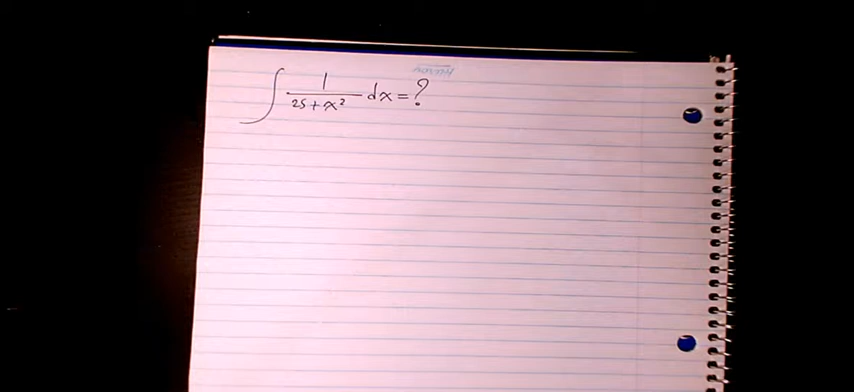 ∫ 1/(25+x²) dx = ?